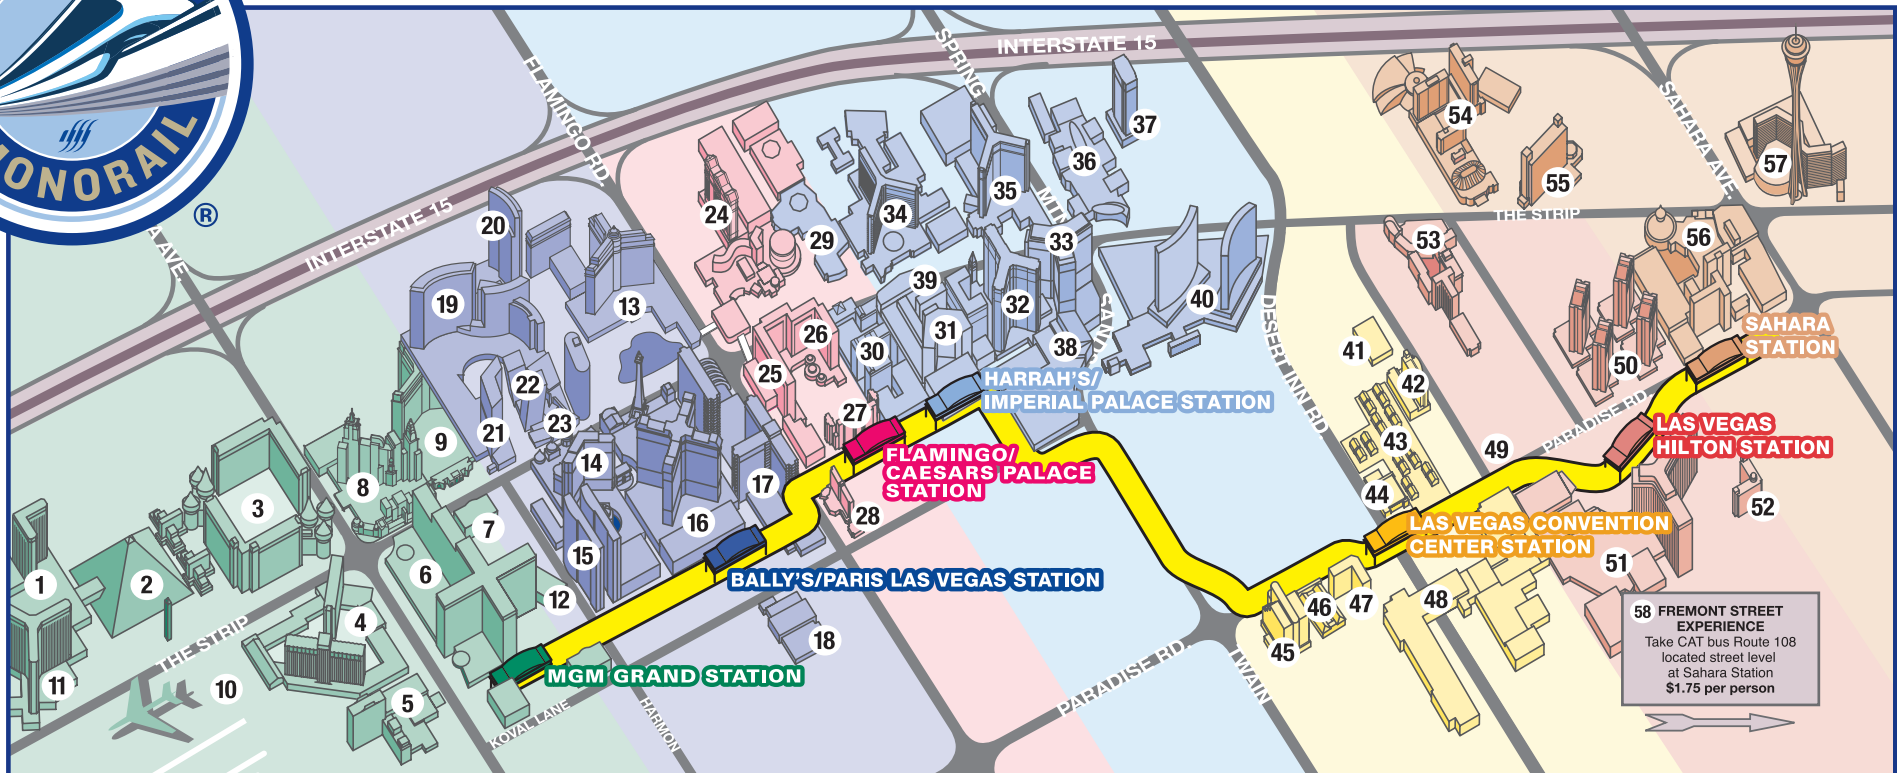 MONORAIL
®
INTERSTATE 15
INTERSTATE 15
FLAMINGO RD.
SPRING
MTN
SAHARA AVE.
A AVE.
THE STRIP
THE STRIP
DESERT INN RD
SAHARA
STATION
HARRAH'S/
IMPERIAL PALACE STATION
PARADISE RD
LAS VEGAS
HILTON STATION
FLAMINGO/
CAESARS PALACE
STATION
LAS VEGAS CONVENTION
CENTER STATION
BALLY'S/PARIS LAS VEGAS STATION
MGM GRAND STATION
KOVAL LANE
HARMON
PARADISE RD.
TWAIN
58 FREMONT STREET
EXPERIENCE
Take CAT bus Route 108
located street level
at Sahara Station
$1.75 per person
1
2
3
4
5
6
7
8
9
10
11
12
13
14
15
16
17
18
19
20
21
22
23
24
25
26
27
28
29
30
31
32
33
34
35
36
37
38
39
40
41
42
43
44
45
46
47
48
49
50
51
52
53
54
55
56
57